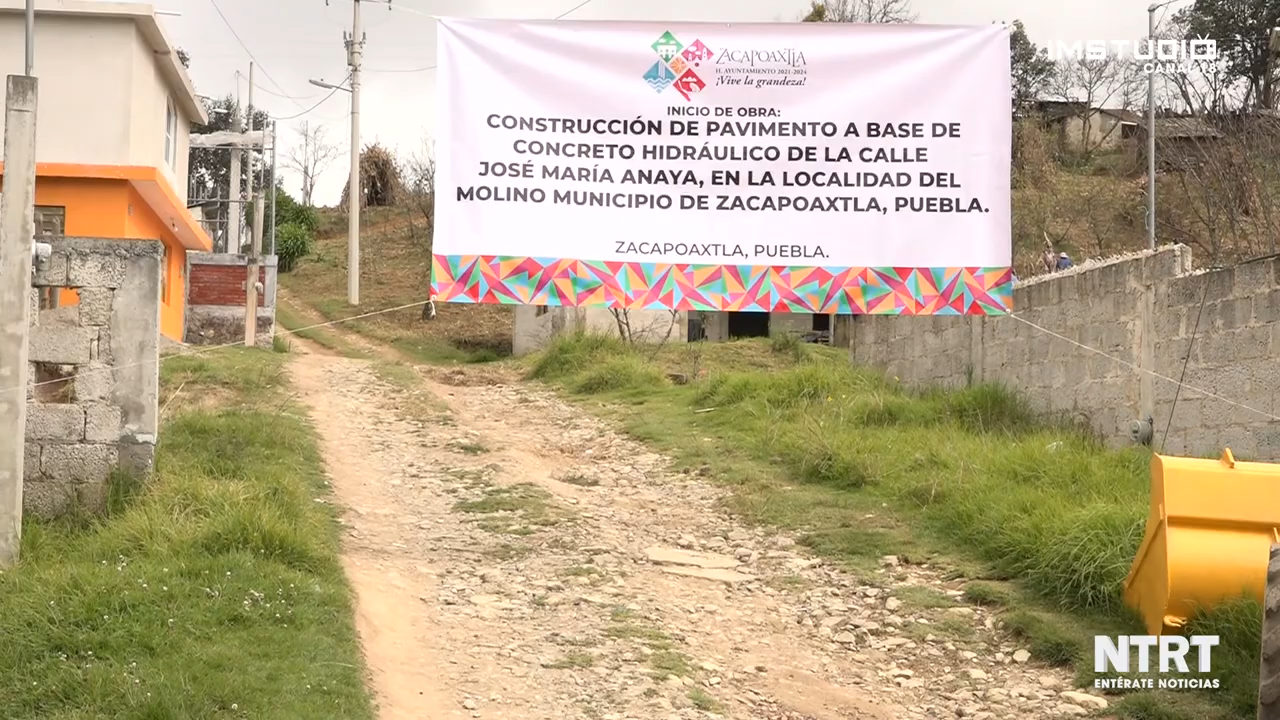 IMSTUDIO
ZACAPOAXTLA
H. AYUNTAMIENTO 2021-2024
¡Vive la grandeza!
INICIO DE OBRA:
CONSTRUCCIÓN DE PAVIMENTO A BASE DE
CONCRETO HIDRÁULICO DE LA CALLE
JOSÉ MARÍA ANAYA, EN LA LOCALIDAD DEL
MOLINO MUNICIPIO DE ZACAPOAXTLA, PUEBLA.
ZACAPOAXTLA, PUEBLA.
NTRT
ENTÉRATE NOTICIAS